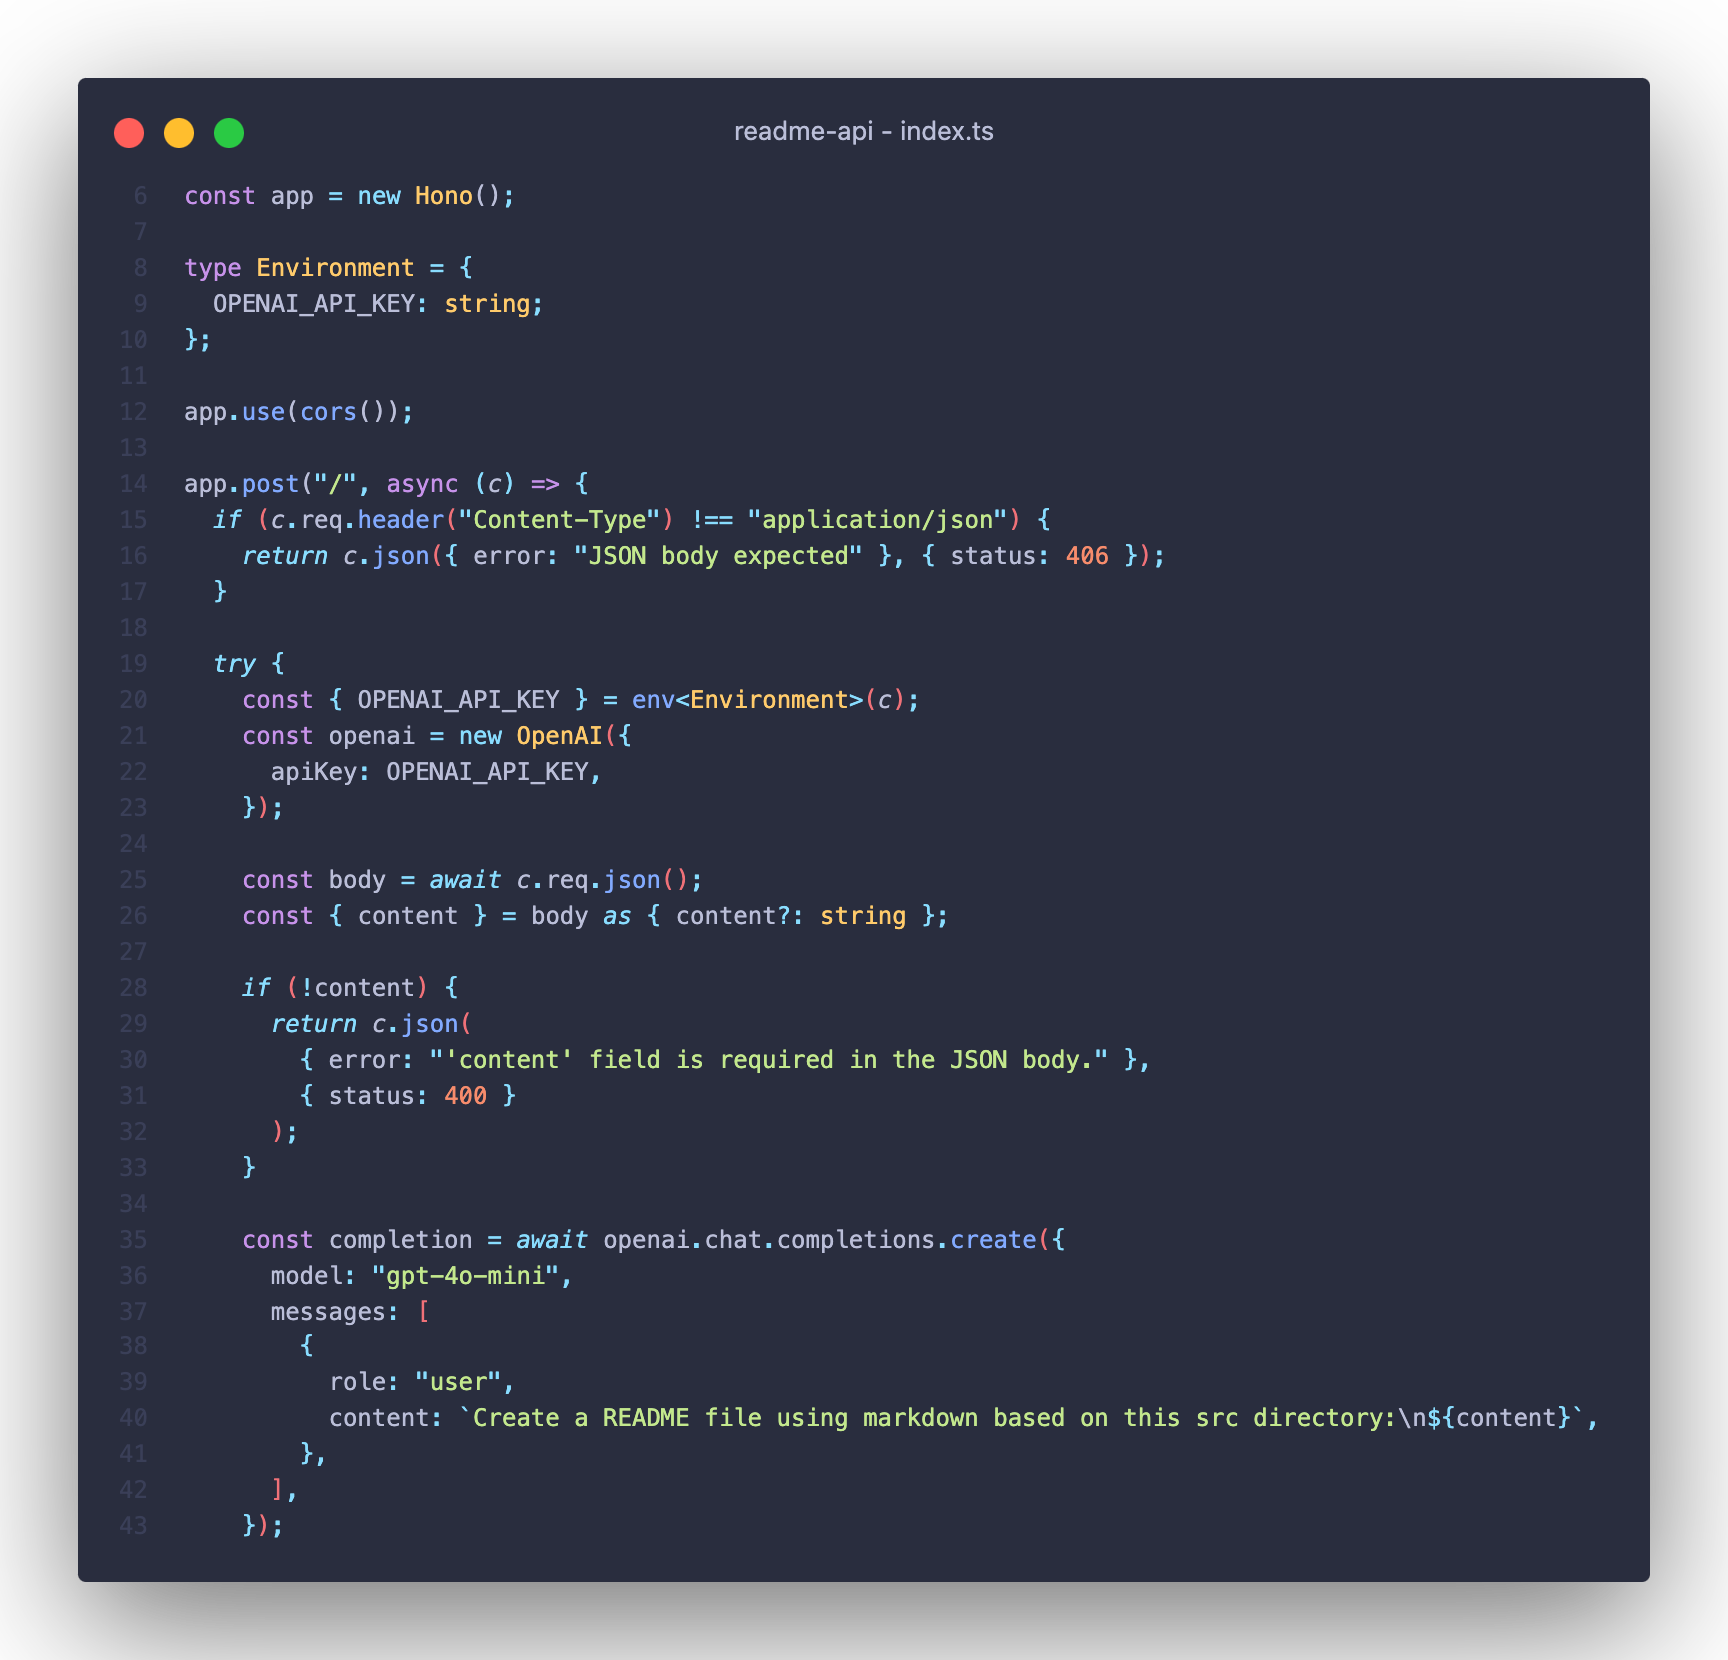 readme-api - index.ts
6 const app = new Hono();
7
8 type Environment = {
9   OPENAI_API_KEY: string;
10 };
11
12 app.use(cors());
13
14 app.post("/", async (c) => {
15   if (c.req.header("Content-Type") !== "application/json") {
16     return c.json({ error: "JSON body expected" }, { status: 406 });
17   }
18
19   try {
20     const { OPENAI_API_KEY } = env<Environment>(c);
21     const openai = new OpenAI({
22       apiKey: OPENAI_API_KEY,
23     });
24
25     const body = await c.req.json();
26     const { content } = body as { content?: string };
27
28     if (!content) {
29       return c.json(
30         { error: "'content' field is required in the JSON body." },
31         { status: 400 }
32       );
33     }
34
35     const completion = await openai.chat.completions.create({
36       model: "gpt-4o-mini",
37       messages: [
38         {
39           role: "user",
40           content: `Create a README file using markdown based on this src directory:\n${content}`,
41         },
42       ],
43     });